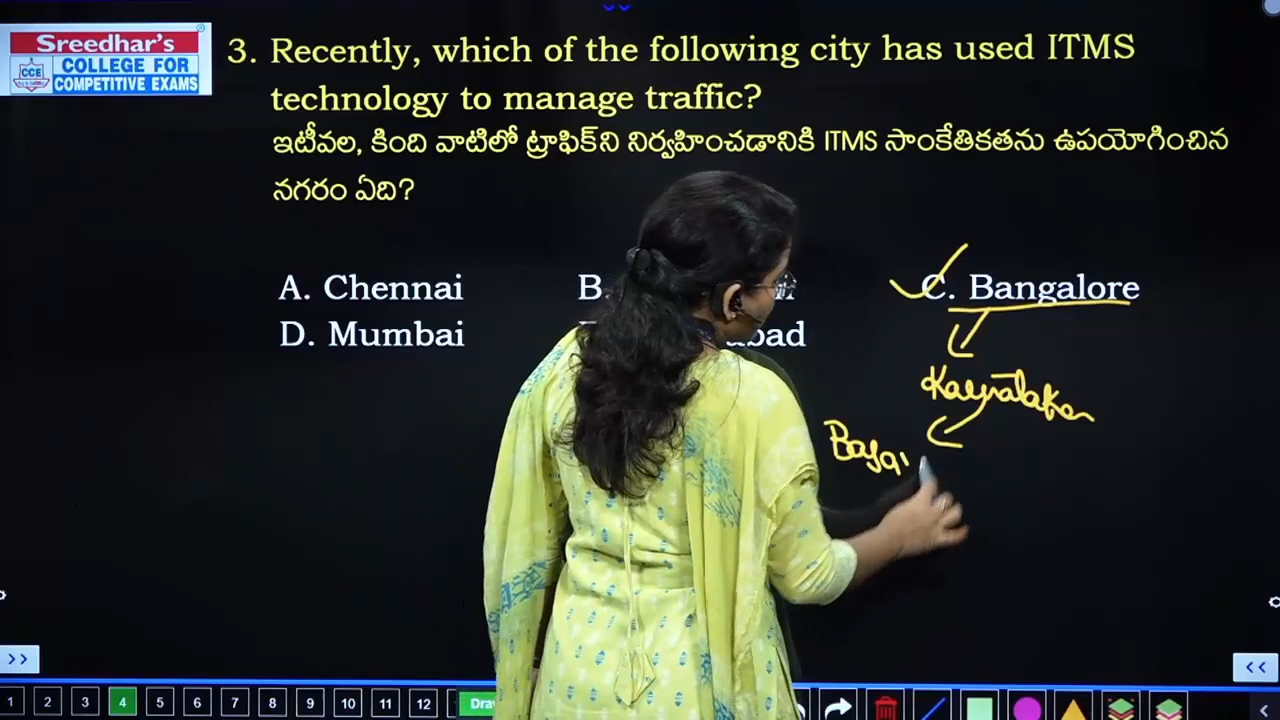 Sreedhar's
CCE
COLLEGE FOR
COMPETITIVE EXAMS
3. Recently, which of the following city has used ITMS
technology to manage traffic?
ఇటీవల, కింది వాటిలో ట్రాఫిక్‌ని నిర్వహించడానికి ITMS సాంకేతికతను ఉపయోగించిన
నగరం ఏది?
A. Chennai
B.
C. Bangalore
D. Mumbai
bad
Karnataka
>>
<<
1 2 3 4 5 6 7 8 9 10 11 12